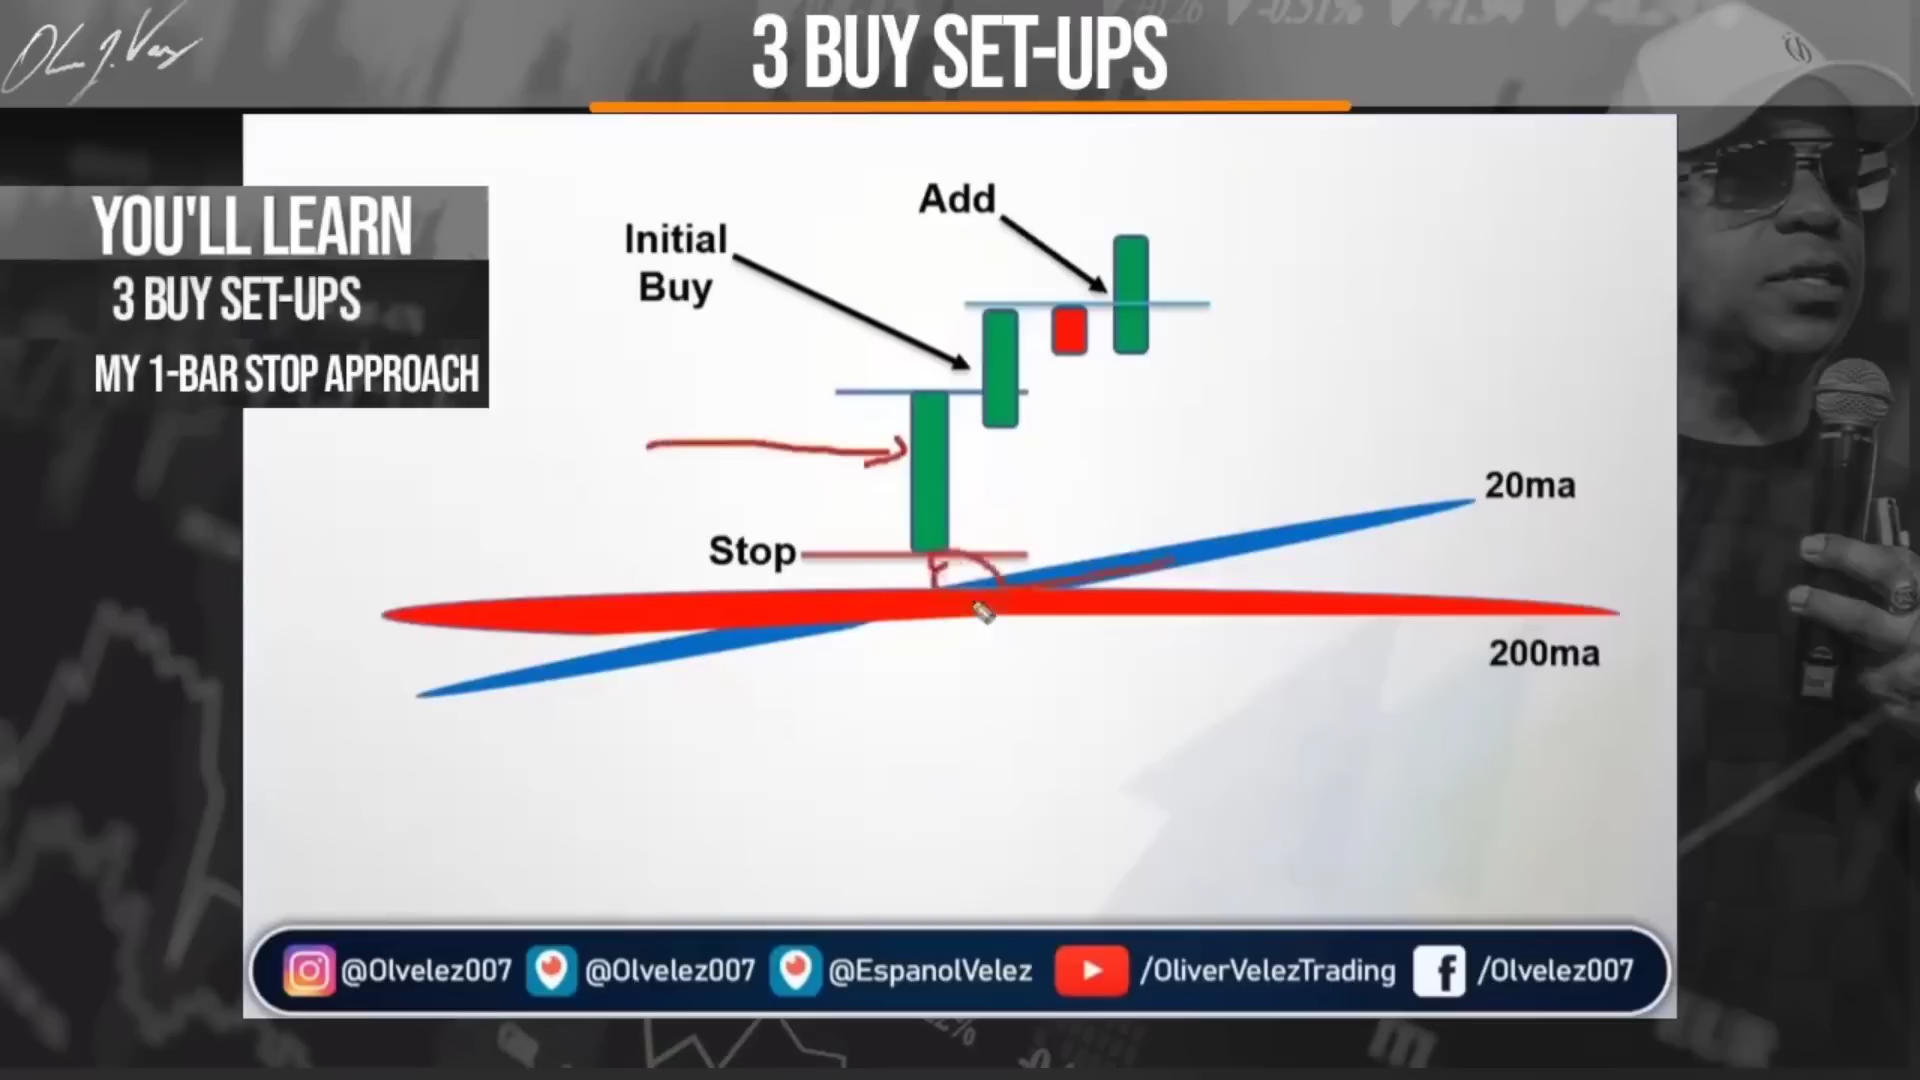 3 BUY SET-UPS
YOU'LL LEARN
3 BUY SET-UPS
MY 1-BAR STOP APPROACH
Add
Initial
Buy
Stop
20ma
200ma
@Olvelez007
@Olvelez007
@EspanolVelez
/OliverVelezTrading
/Olvelez007